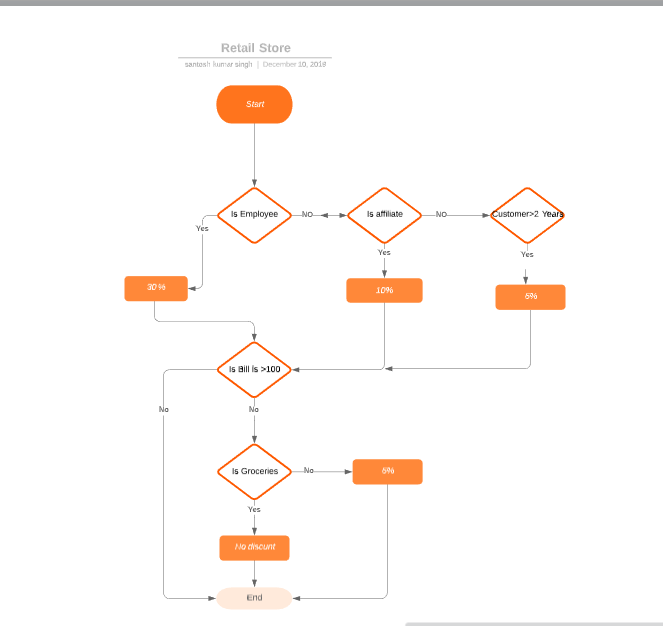 Retail Store
santosh kumar singh | December 10, 2019
Start
Is Employee
NO
Is affiliate
NO
Customer>2 Years
Yes
Yes
Yes
30 %
10%
5%
Is Bill is >100
No
No
Is Groceries
No
5%
Yes
No discunt
End